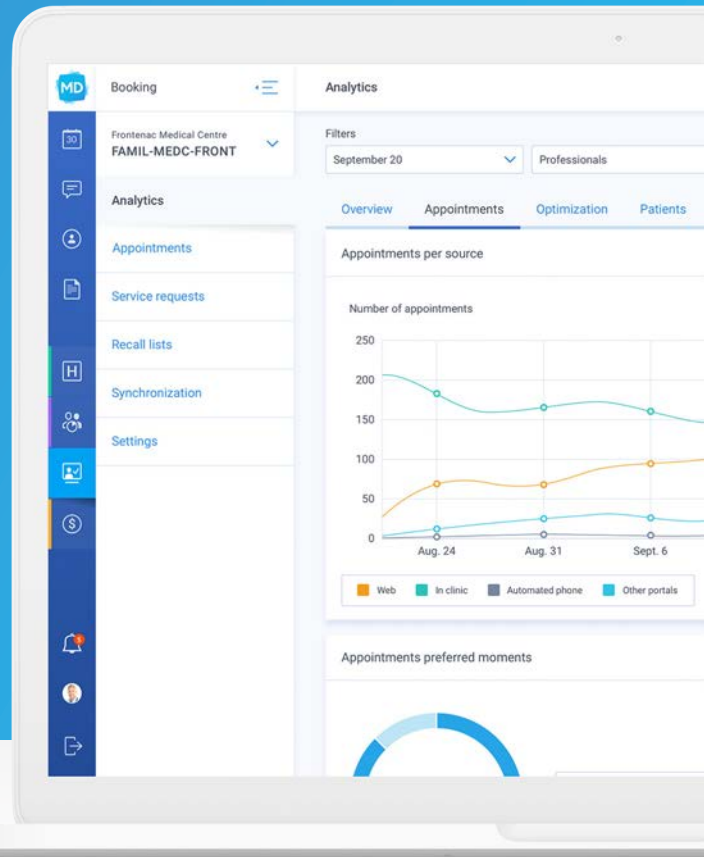 MD
Booking
Analytics
30
Frontenac Medical Centre
FAMIL-MEDC-FRONT
Filters
September 20
Professionals
Analytics
Overview
Appointments
Optimization
Patients
Appointments
Appointments per source
Service requests
Number of appointments
Recall lists
Synchronization
Settings
250
200
150
100
50
0
Aug. 24
Aug. 31
Sept. 6
Web
In clinic
Automated phone
Other portals
H
$
5
Appointments preferred moments